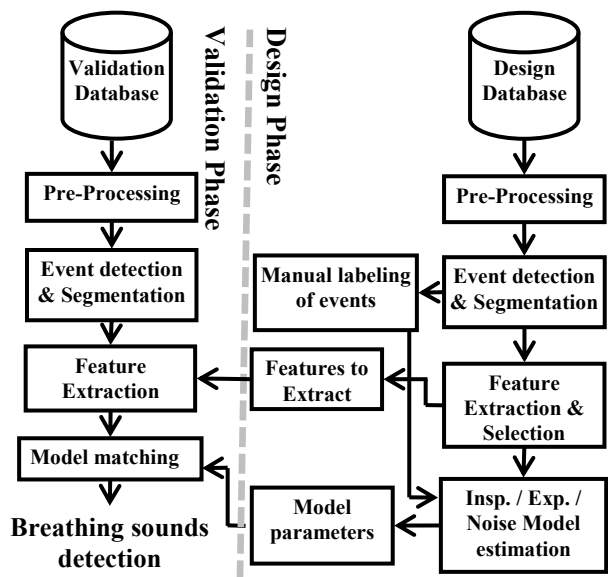 Validation
Database
Pre-Processing
Event detection
& Segmentation
Feature
Extraction
Model matching
Breathing sounds
detection
Validation Phase
Design Phase
Design
Database
Pre-Processing
Event detection
& Segmentation
Manual labeling
of events
Features to
Extract
Feature
Extraction &
Selection
Model
parameters
Insp. / Exp. /
Noise Model
estimation